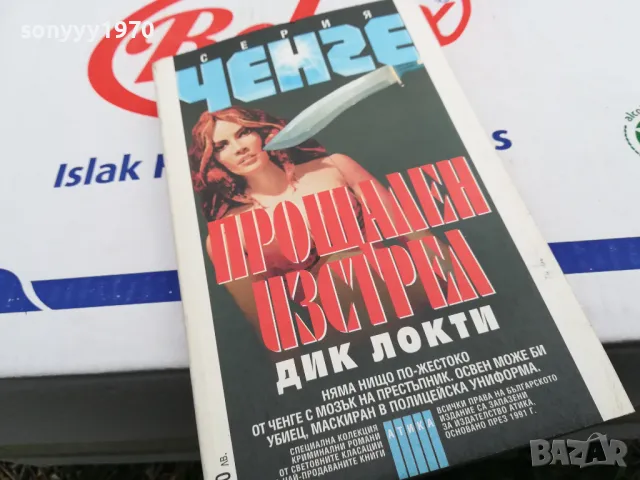 sonyyy1970
Islak
СЕРИЯ
ЧЕНГЕ
ПРОЩАЛЕН
ИЗСТРЕЛ
ДИК ЛОКТИ
НЯМА НИЩО ПО-ЖЕСТОКО
ОТ ЧЕНГЕ С МОЗЪК НА ПРЕСТЪПНИК. ОСВЕН МОЖЕ БИ
УБИЕЦ, МАСКИРАН В ПОЛИЦЕЙСКА УНИФОРМА.
СПЕЦИАЛНА КОЛЕКЦИЯ
КРИМИНАЛНИ РОМАНИ
ОТ СВЕТОВНИТЕ КЛАСАЦИИ
НАЙ-ПРОДАВАНИТЕ КНИГИ
АТИКА
ВСИЧКИ ПРАВА НА БЪЛГАРСКОТО
ИЗДАНИЕ СА ЗАПАЗЕНИ
ЗА ИЗДАТЕЛСТВО АТИКА,
ОСНОВАНО ПРЕЗ 1991 Г.
0 лв.
bazar